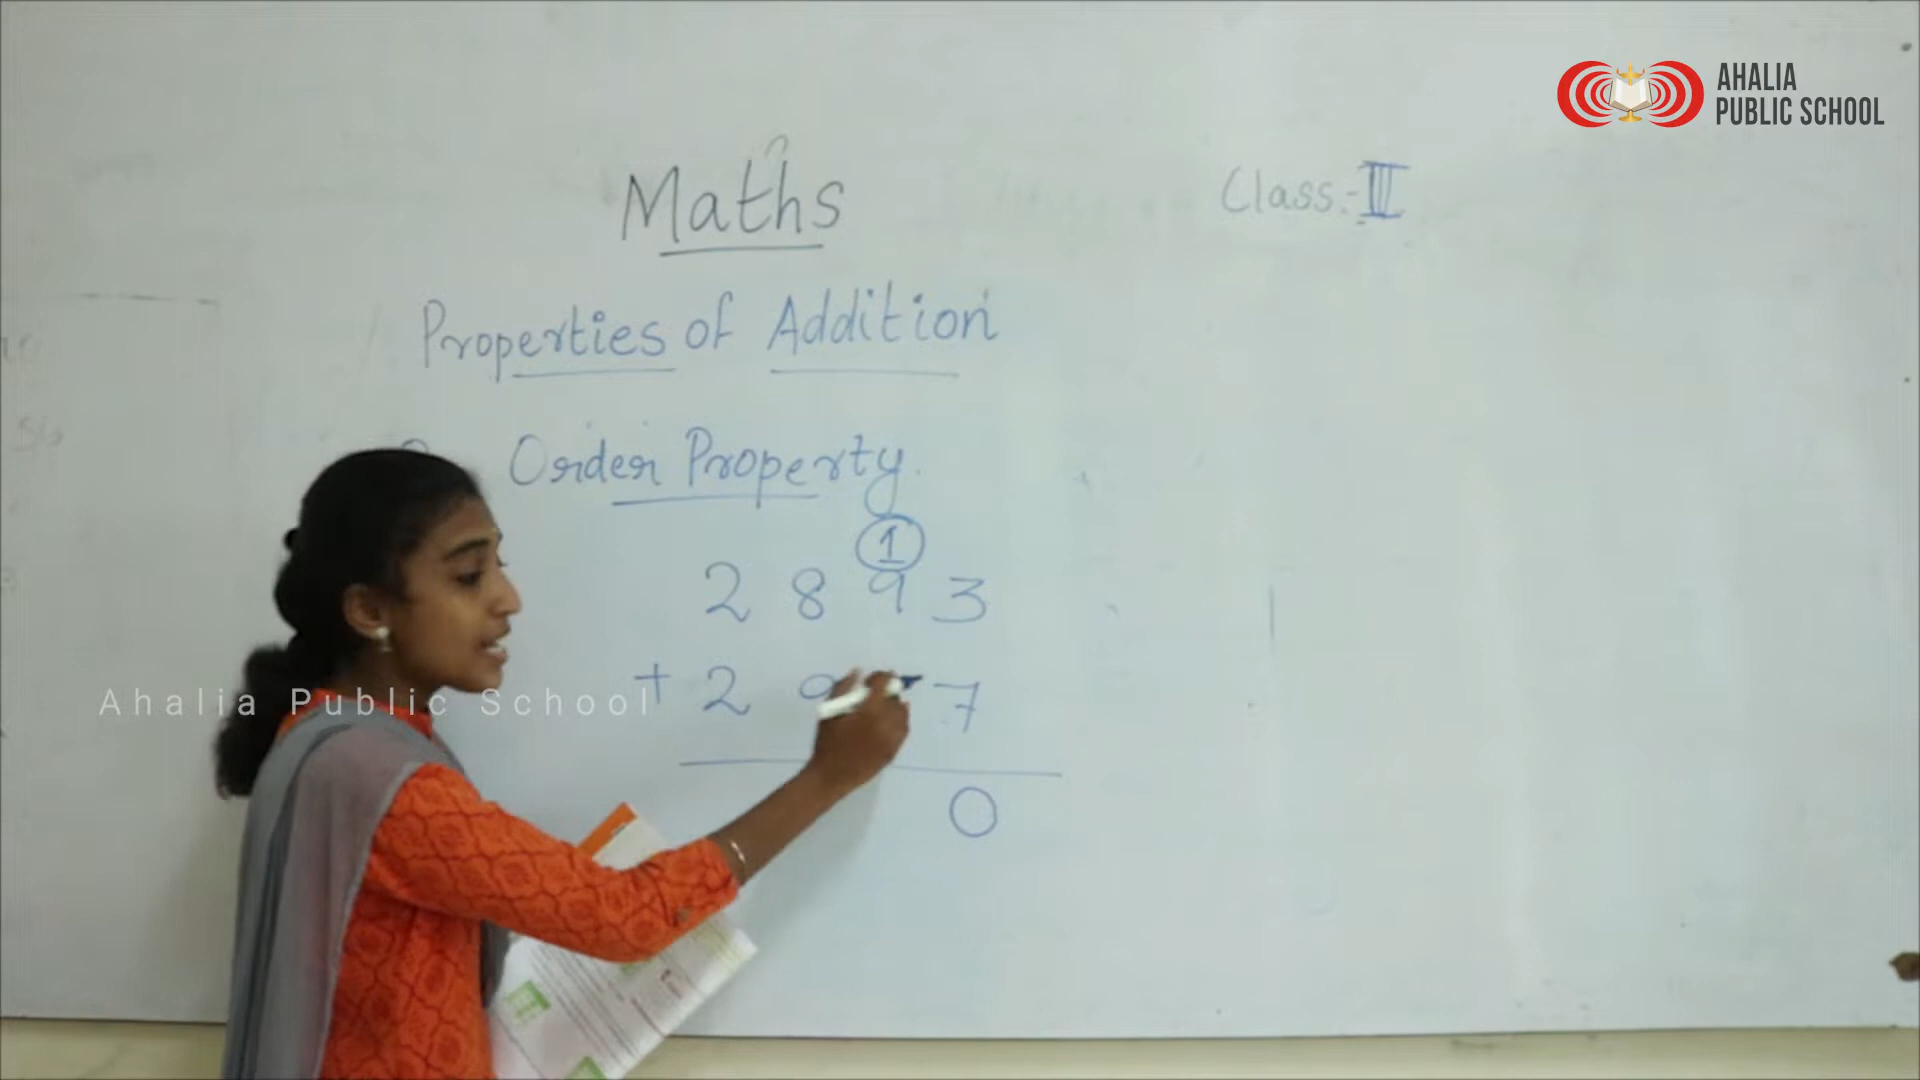 AHALIA
PUBLIC SCHOOL
Maths
Class:- III
Properties of Addition
Order Property.
1
2 8 9 3
+ 2 9 7
0
Ahalia Public School